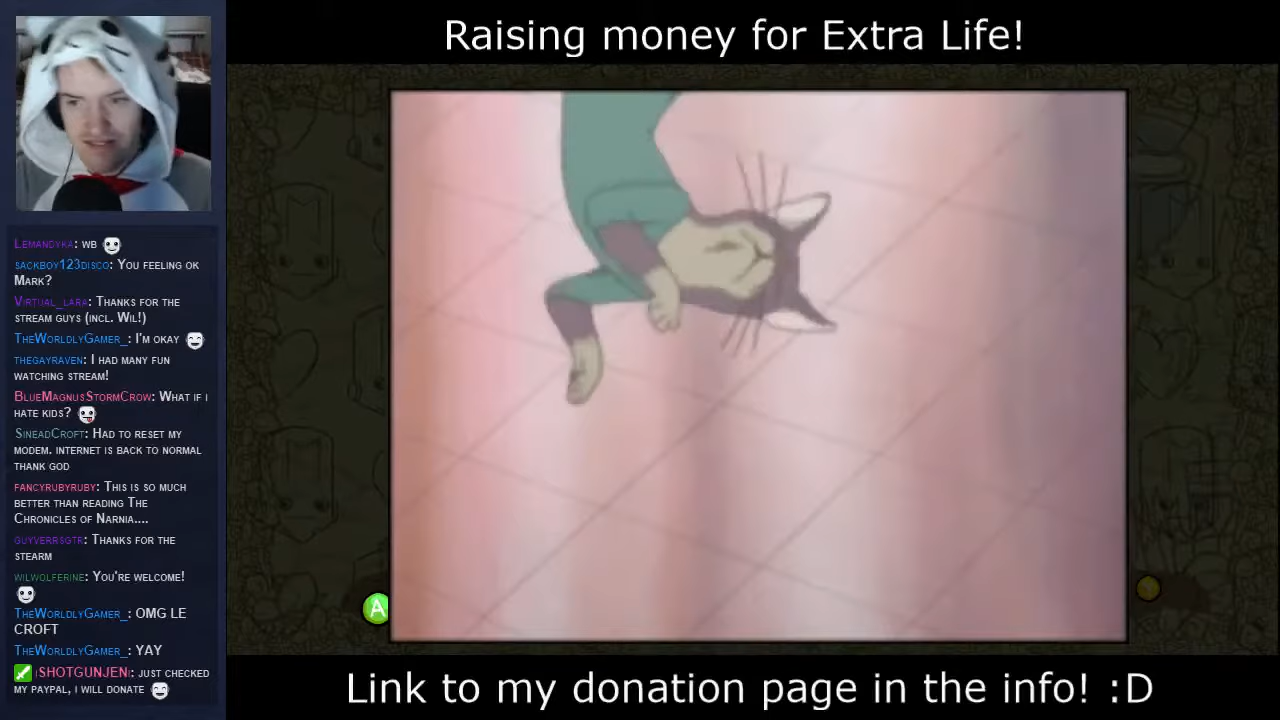 Raising money for Extra Life!
Lemandyka: wb
sackboy123disco: You feeling ok
Mark?
Virtual_lara: Thanks for the
stream guys (incl. Wil!)
TheWorldlyGamer_: I'm okay
thegayraven: I had many fun
watching stream!
BlueMagnusStormCrow: What if i
hate kids?
SineadCroft: Had to reset my
modem. internet is back to normal
thank god
fancyrubyruby: This is so much
better than reading The
Chronicles of Narnia....
guyverrsgtr: Thanks for the
stearm
wilwolferine: You're welcome!
TheWorldlyGamer_: OMG LE
CROFT
TheWorldlyGamer_: YAY
|SHOTGUNJEN|: just checked
my paypal, i will donate
A
Link to my donation page in the info! :D